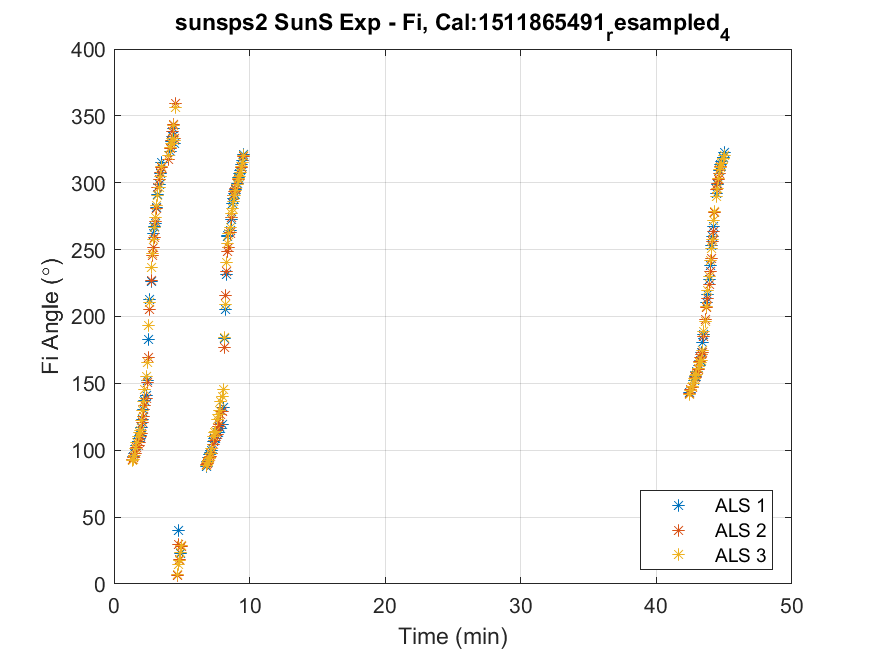 sunsps2 SunS Exp - Fi, Cal:1511865491resampled4
400
350
300
250
200
150
100
50
0
Fi Angle (°)
0 10 20 30 40 50
Time (min)
ALS 1
ALS 2
ALS 3